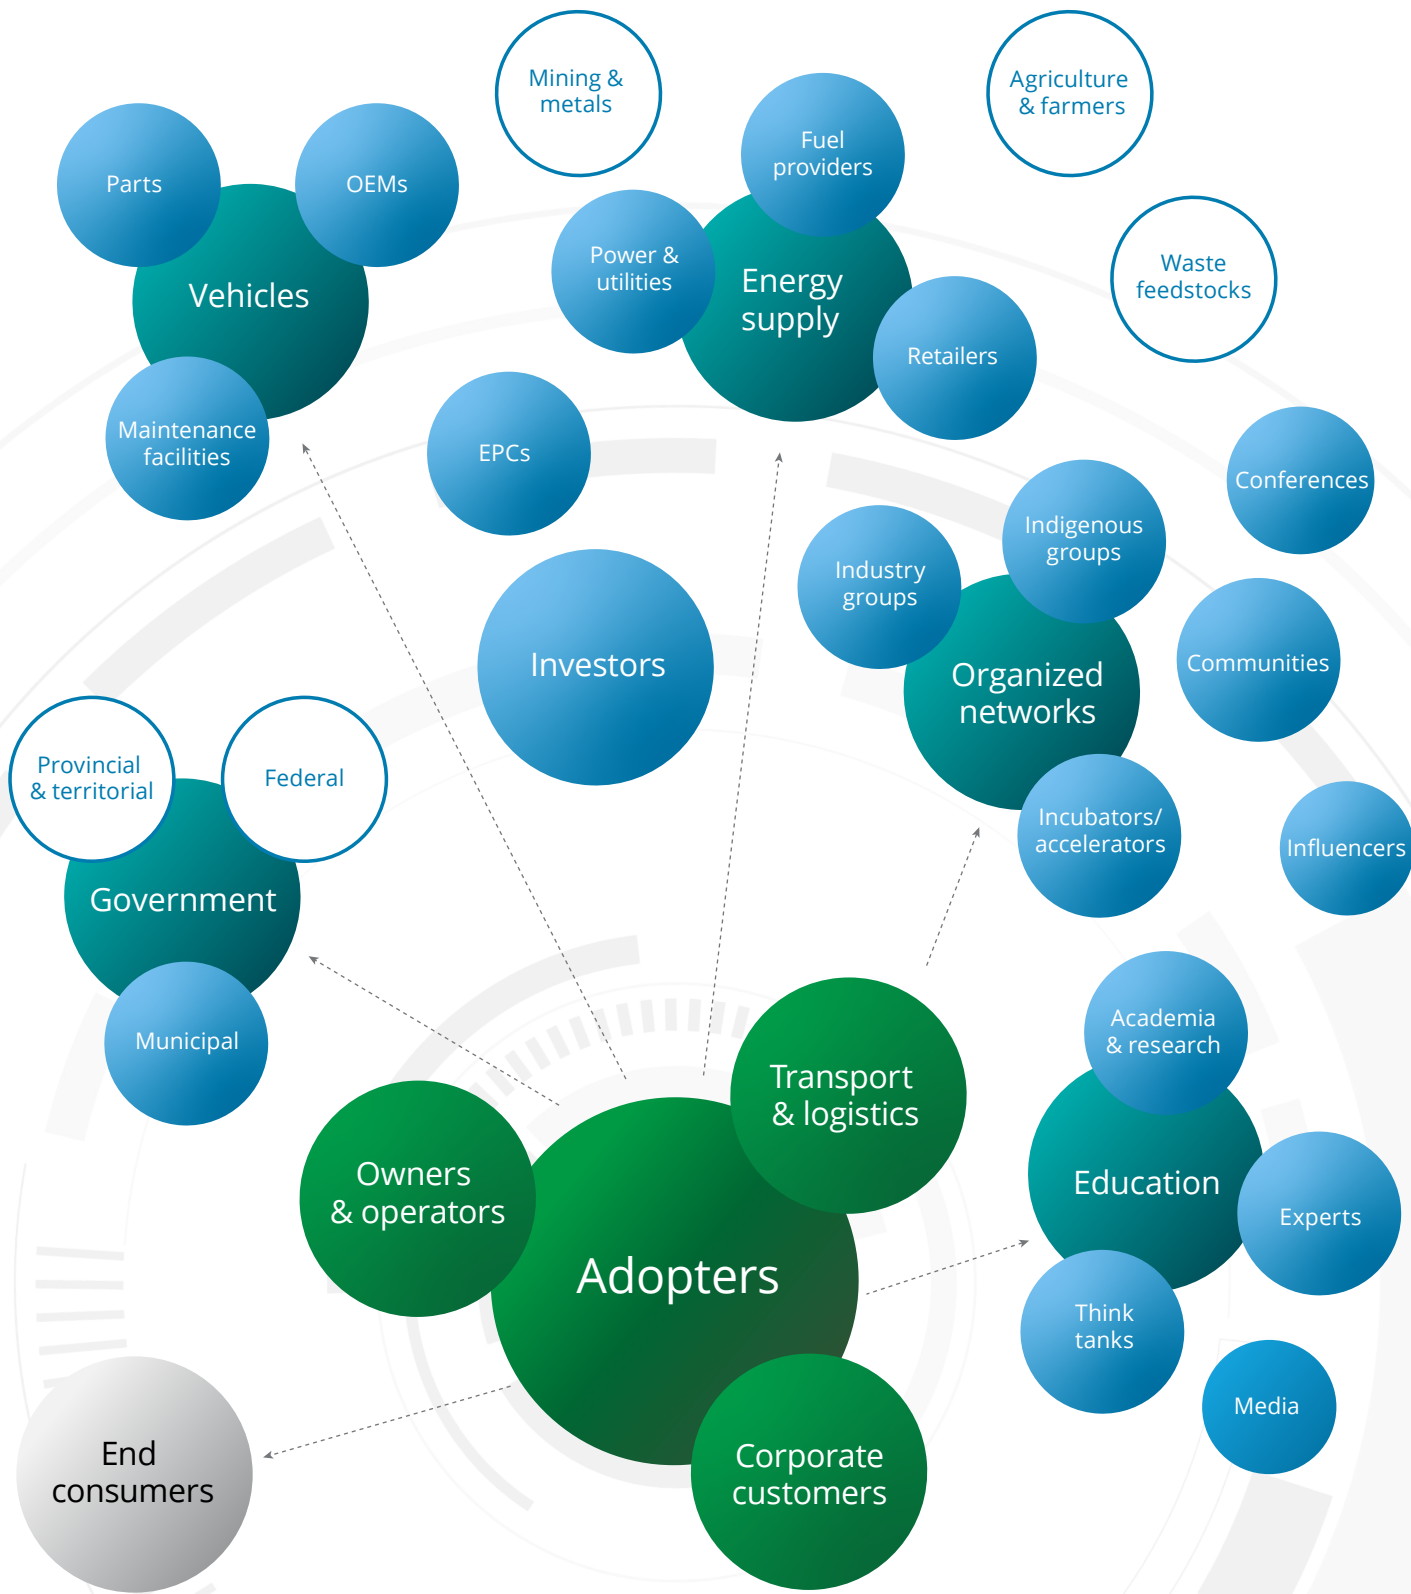 Mining &
metals
Agriculture
& farmers
Fuel
providers
Parts
OEMs
Power &
utilities
Waste
feedstocks
Vehicles
Energy
supply
Retailers
Maintenance
facilities
EPCs
Conferences
Indigenous
groups
Industry
groups
Investors
Organized
networks
Communities
Provincial
& territorial
Federal
Incubators/
accelerators
Influencers
Government
Municipal
Academia
& research
Transport
& logistics
Owners
& operators
Education
Experts
Adopters
Think
tanks
Media
End
consumers
Corporate
customers